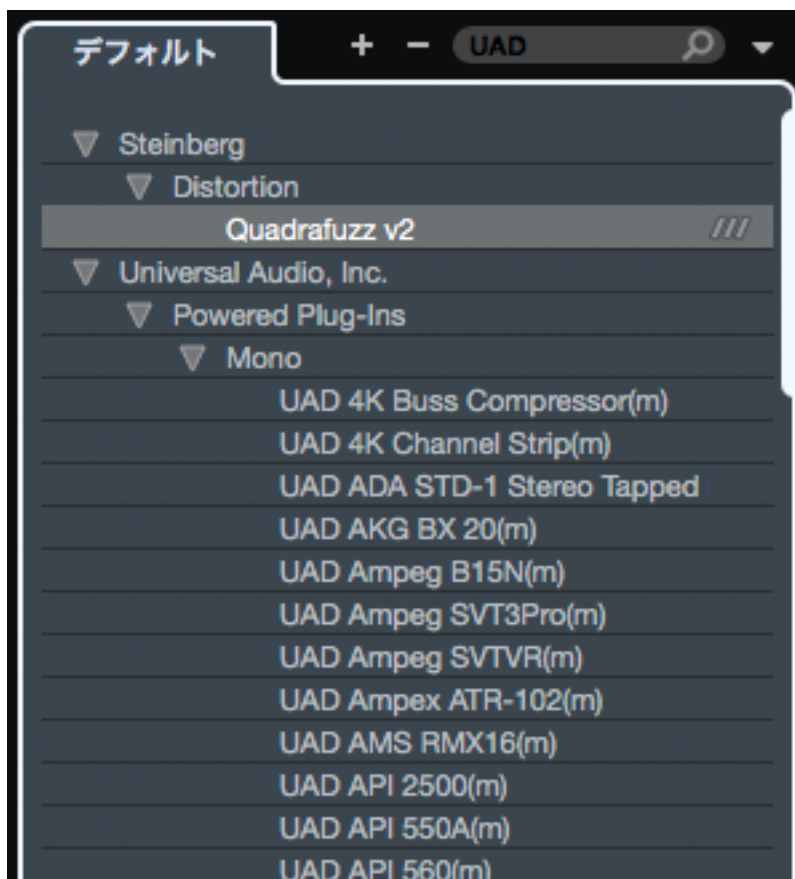 デフォルト + - UAD
Steinberg
Distortion
Quadrafuzz v2
Universal Audio, Inc.
Powered Plug-Ins
Mono
UAD 4K Buss Compressor(m)
UAD 4K Channel Strip(m)
UAD ADA STD-1 Stereo Tapped
UAD AKG BX 20(m)
UAD Ampeg B15N(m)
UAD Ampeg SVT3Pro(m)
UAD Ampeg SVTVR(m)
UAD Ampex ATR-102(m)
UAD AMS RMX16(m)
UAD API 2500(m)
UAD API 550A(m)
UAD API 560(m)